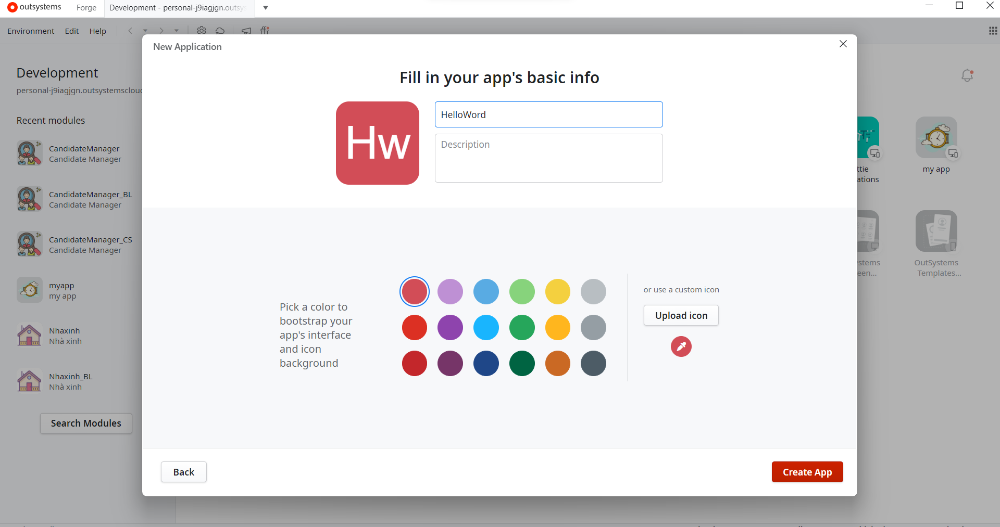 outsystems
Forge
Development - personal-j9iagjgn.outsys
Environment
Edit
Help
New Application
Development
personal-j9iagjgn.outsystemsclou
Recent modules
CandidateManager
Candidate Manager
CandidateManager_BL
Candidate Manager
CandidateManager_CS
Candidate Manager
myapp
my app
Nhaxinh
Nhà xinh
Nhaxinh_BL
Nhà xinh
Search Modules
Fill in your app's basic info
Hw
HelloWord
Description
Pick a color to
bootstrap your
app's interface
and icon
background
or use a custom icon
Upload icon
Back
Create App
ttie
ations
my app
stems
een...
OutSystems
Templates...